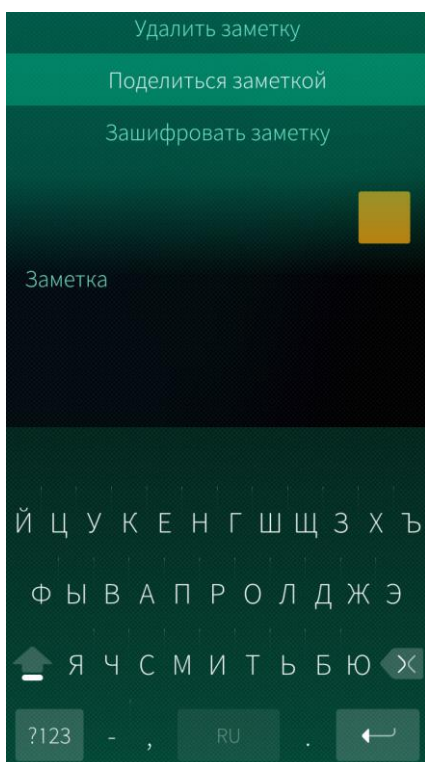 Удалить заметку
Поделиться заметкой
Зашифровать заметку
Заметка
Й Ц У К Е Н Г Ш Щ З Х Ъ
Ф Ы В А П Р О Л Д Ж Э
Я Ч С М И Т Ь Б Ю
?123 - , RU .